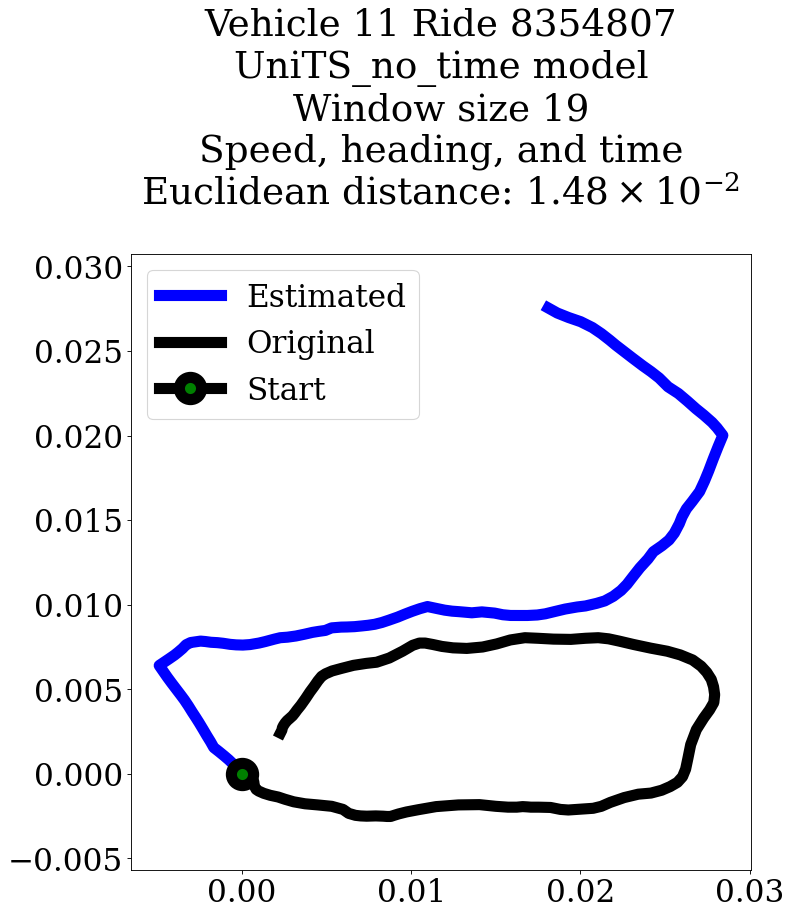 Vehicle 11 Ride 8354807
UniTS_no_time model
Window size 19
Speed, heading, and time
Euclidean distance: $1.48 \times 10^{-2}$
0.030
0.025
0.020
0.015
0.010
0.005
0.000
−0.005
Estimated
Original
Start
0.00 0.01 0.02 0.03